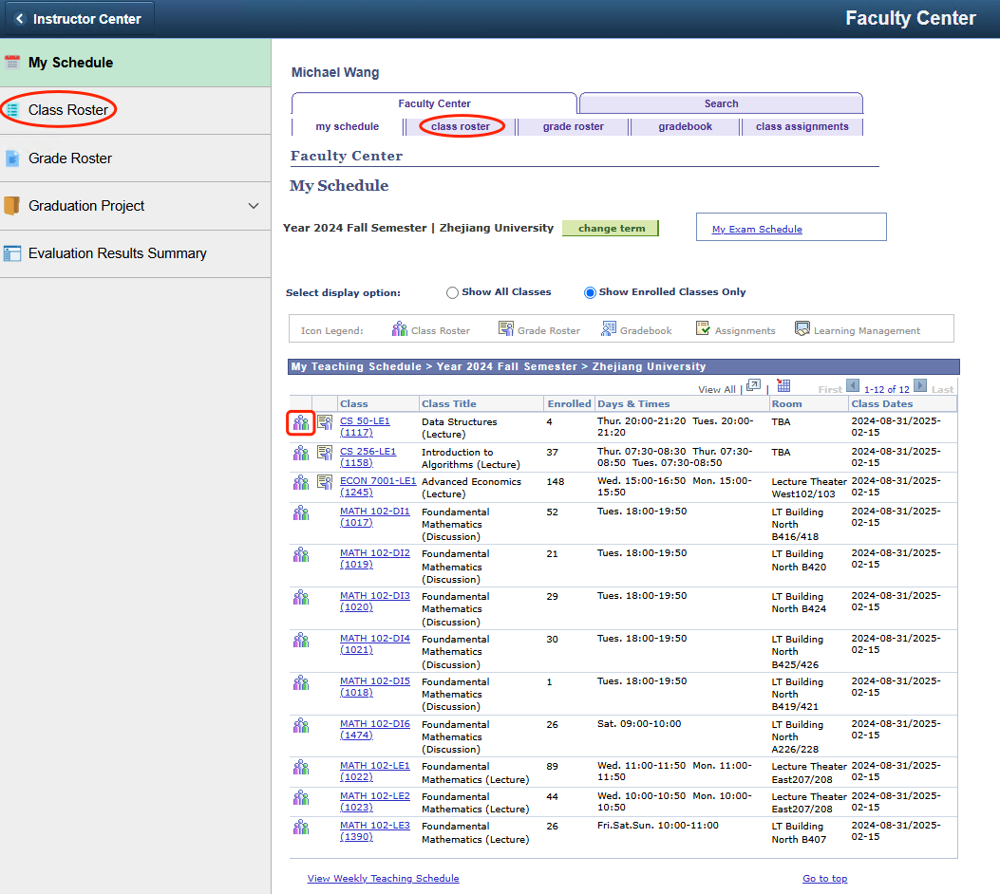 Instructor Center
Faculty Center
My Schedule
Class Roster
Grade Roster
Graduation Project
Evaluation Results Summary
Michael Wang
Faculty Center
Search
my schedule
class roster
grade roster
gradebook
class assignments
Faculty Center
My Schedule
Year 2024 Fall Semester | Zhejiang University
change term
My Exam Schedule
Select display option:
Show All Classes
Show Enrolled Classes Only
Icon Legend:
Class Roster
Grade Roster
Gradebook
Assignments
Learning Management
My Teaching Schedule > Year 2024 Fall Semester > Zhejiang University
View All | | First 1-12 of 12 Last
Class
Class Title
Enrolled
Days & Times
Room
Class Dates
CS 50-LE1
(1117)
Data Structures
(Lecture)
4
Thur. 20:00-21:20 Tues. 20:00-
21:20
TBA
2024-08-31/2025-
02-15
CS 256-LE1
(1158)
Introduction to
Algorithms (Lecture)
37
Thur. 07:30-08:30 Thur. 07:30-
08:50 Tues. 07:30-08:50
TBA
2024-08-31/2025-
02-15
ECON 7001-LE1
(1245)
Advanced Economics
(Lecture)
148
Wed. 15:00-16:50 Mon. 15:00-
15:50
Lecture Theater
West102/103
2024-08-31/2025-
02-15
MATH 102-DI1
(1017)
Foundamental
Mathematics
(Discussion)
52
Tues. 18:00-19:50
LT Building
North
B416/418
2024-08-31/2025-
02-15
MATH 102-DI2
(1019)
Foundamental
Mathematics
(Discussion)
21
Tues. 18:00-19:50
LT Building
North B420
2024-08-31/2025-
02-15
MATH 102-DI3
(1020)
Foundamental
Mathematics
(Discussion)
29
Tues. 18:00-19:50
LT Building
North B424
2024-08-31/2025-
02-15
MATH 102-DI4
(1021)
Foundamental
Mathematics
(Discussion)
30
Tues. 18:00-19:50
LT Building
North
B425/426
2024-08-31/2025-
02-15
MATH 102-DI5
(1018)
Foundamental
Mathematics
(Discussion)
1
Tues. 18:00-19:50
LT Building
North
B419/421
2024-08-31/2025-
02-15
MATH 102-DI6
(1474)
Foundamental
Mathematics
(Discussion)
26
Sat. 09:00-10:00
LT Building
North
A226/228
2024-08-31/2025-
02-15
MATH 102-LE1
(1022)
Foundamental
Mathematics (Lecture)
89
Wed. 11:00-11:50 Mon. 11:00-
11:50
Lecture Theater
East207/208
2024-08-31/2025-
02-15
MATH 102-LE2
(1023)
Foundamental
Mathematics (Lecture)
44
Wed. 10:00-10:50 Mon. 10:00-
10:50
Lecture Theater
East207/208
2024-08-31/2025-
02-15
MATH 102-LE3
(1390)
Foundamental
Mathematics (Lecture)
26
Fri.Sat.Sun. 10:00-11:00
LT Building
North B407
2024-08-31/2025-
02-15
View Weekly Teaching Schedule
Go to top